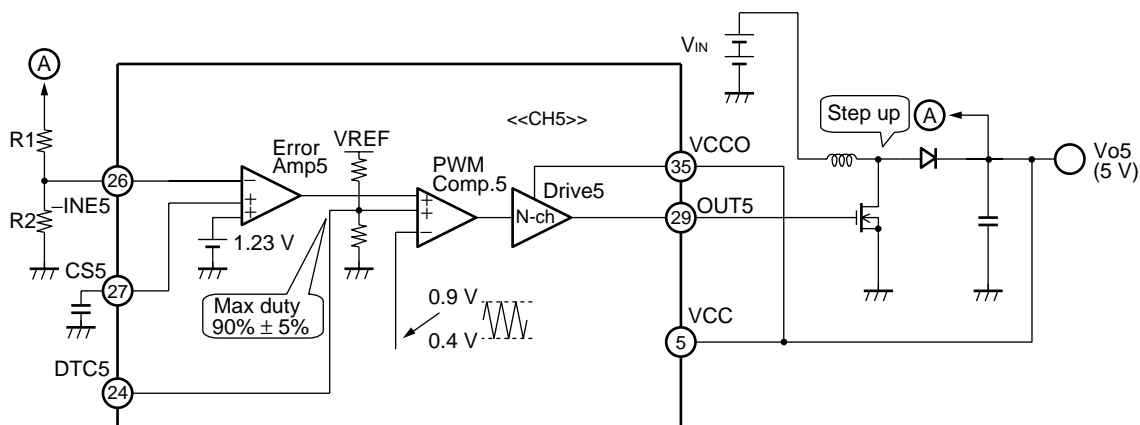 VIN
A
<<CH5>>
Step up
A
R1
Error
Amp5
VREF
PWM
Comp.5
VCCO
35
Drive5
Vo5
(5 V)
26
–INE5
N-ch
29
OUT5
R2
1.23 V
CS5
27
Max duty
90% ± 5%
0.9 V
0.4 V
VCC
5
DTC5
24
− + +
+ + −